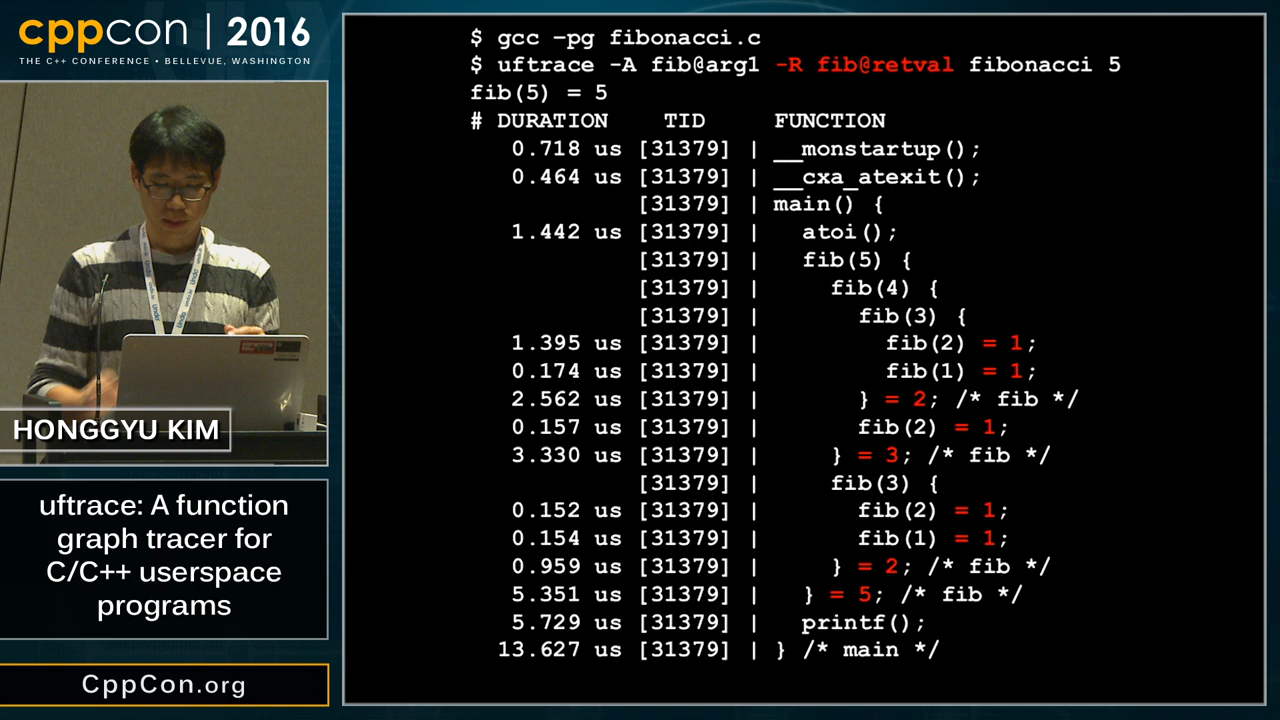 cppcon | 2016
THE C++ CONFERENCE • BELLEVUE, WASHINGTON
HONGGYU KIM
uftrace: A function
graph tracer for
C/C++ userspace
programs
CppCon.org
$ gcc –pg fibonacci.c
$ uftrace -A fib@arg1 -R fib@retval fibonacci 5
fib(5) = 5
# DURATION    TID     FUNCTION
   0.718 us [31379] | __monstartup();
   0.464 us [31379] | __cxa_atexit();
            [31379] | main() {
   1.442 us [31379] |   atoi();
            [31379] |   fib(5) {
            [31379] |     fib(4) {
            [31379] |       fib(3) {
   1.395 us [31379] |         fib(2) = 1;
   0.174 us [31379] |         fib(1) = 1;
   2.562 us [31379] |       } = 2; /* fib */
   0.157 us [31379] |       fib(2) = 1;
   3.330 us [31379] |     } = 3; /* fib */
            [31379] |     fib(3) {
   0.152 us [31379] |       fib(2) = 1;
   0.154 us [31379] |       fib(1) = 1;
   0.959 us [31379] |     } = 2; /* fib */
   5.351 us [31379] |   } = 5; /* fib */
   5.729 us [31379] |   printf();
  13.627 us [31379] | } /* main */